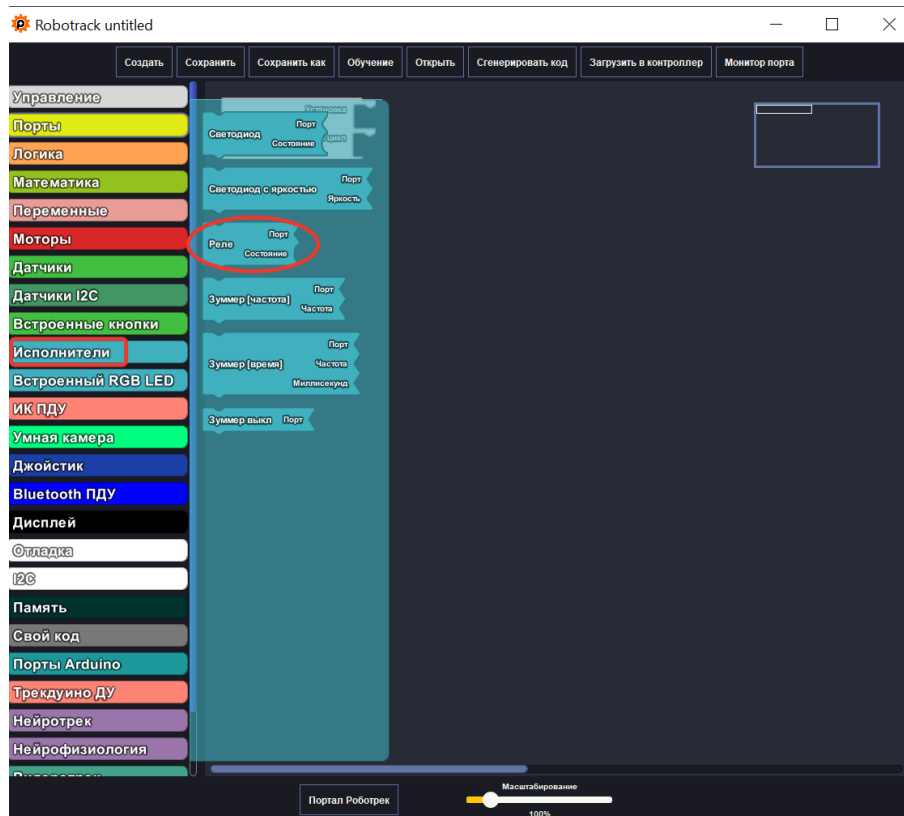 Robotrack untitled
Создать Сохранить Сохранить как Обучение Открыть Сгенерировать код Загрузить в контроллер Монитор порта
Управление
Порты
Логика
Математика
Переменные
Моторы
Датчики
Датчики I2C
Встроенные кнопки
Исполнители
Встроенный RGB LED
ИК ПДУ
Умная камера
Джойстик
Bluetooth ПДУ
Дисплей
Отладка
I2C
Память
Свой код
Порты Arduino
Трекдуино ДУ
Нейротрек
Нейрофизиология
Установка
Цикл
Светодиод Порт
Состояние
Светодиод с яркостью Порт
Яркость
Реле Порт
Состояние
Зуммер [частота] Порт
Частота
Зуммер [время] Порт
Частота
Миллисекунд
Зуммер выкл Порт
Портал Роботрек
Масштабирование
100%